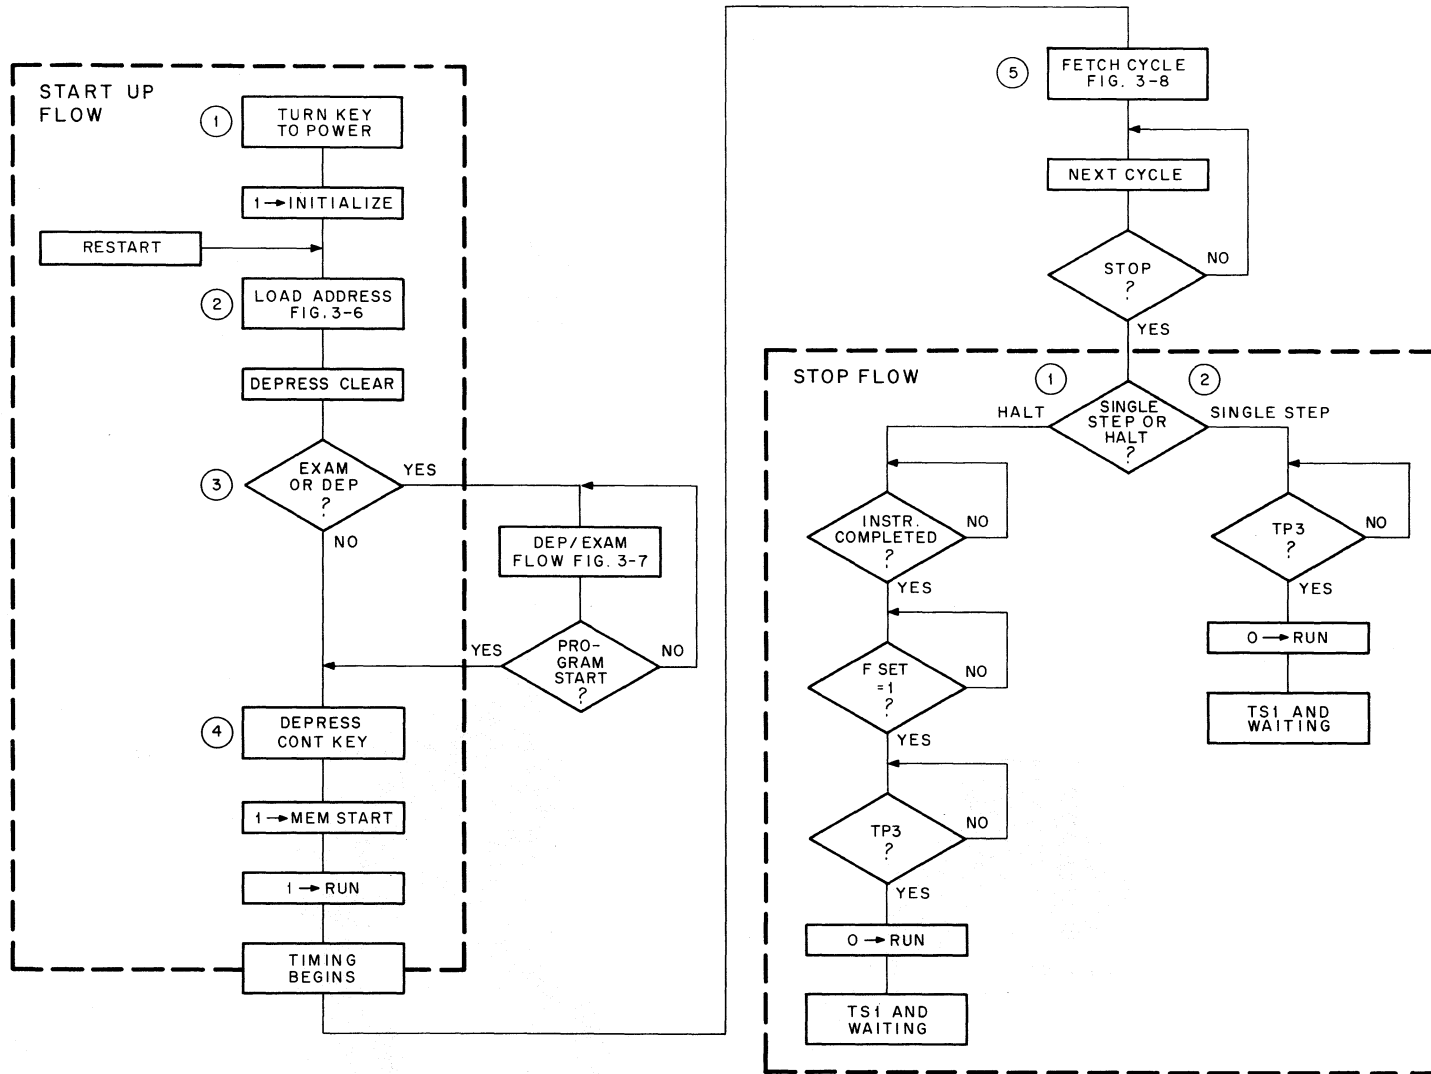 START UP
FLOW
1
TURN KEY
TO POWER
1→INITIALIZE
RESTART
2
LOAD ADDRESS
FIG. 3-6
DEPRESS CLEAR
3
EXAM
OR DEP
?
YES
NO
DEP/EXAM
FLOW FIG. 3-7
PRO-
GRAM
START
?
YES
NO
4
DEPRESS
CONT KEY
1→MEM START
1→RUN
TIMING
BEGINS
5
FETCH CYCLE
FIG. 3-8
NEXT CYCLE
STOP
?
NO
YES
STOP FLOW
1
2
HALT
SINGLE
STEP OR
HALT
?
SINGLE STEP
INSTR.
COMPLETED
?
NO
YES
F SET
=1
?
NO
YES
TP3
?
NO
YES
0→RUN
TS1 AND
WAITING
TP3
?
NO
YES
0→RUN
TS1 AND
WAITING